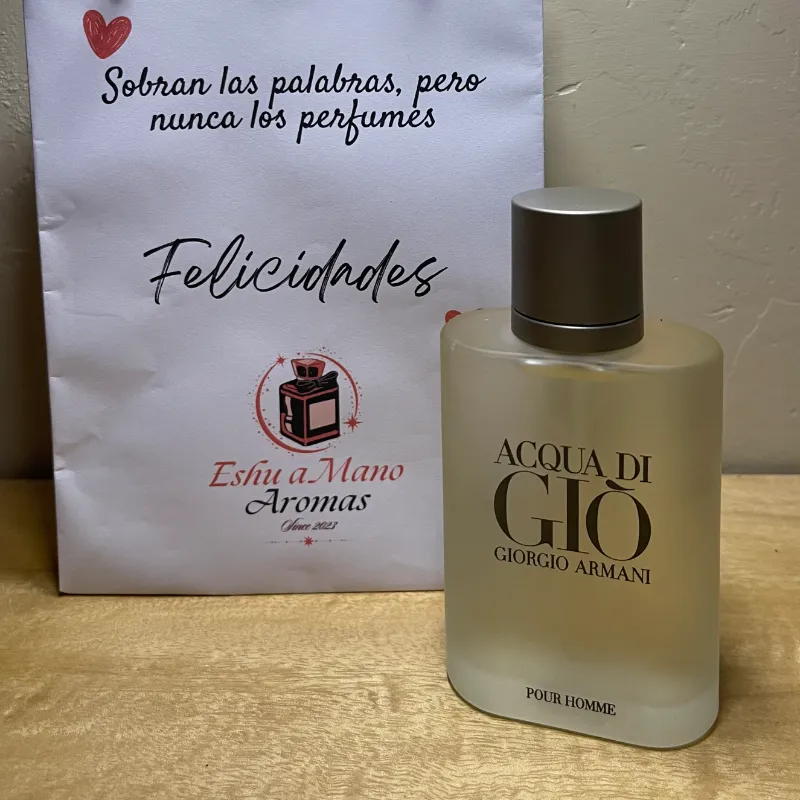 Sobran las palabras, pero
nunca los perfumes
Felicidades
Eshu a Mano
Aromas
Since 2023
ACQUA DI
GIÒ
GIORGIO ARMANI
POUR HOMME